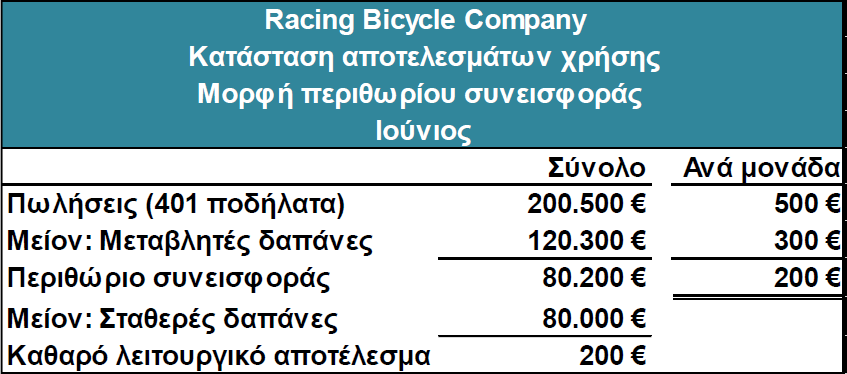 Racing Bicycle Company
Κατάσταση αποτελεσμάτων χρήσης
Μορφή περιθωρίου συνεισφοράς
Ιούνιος
Σύνολο Ανά μονάδα
Πωλήσεις (401 ποδήλατα) 200.500 € 500 €
Μείον: Μεταβλητές δαπάνες 120.300 € 300 €
Περιθώριο συνεισφοράς 80.200 € 200 €
Μείον: Σταθερές δαπάνες 80.000 €
Καθαρό λειτουργικό αποτέλεσμα 200 €